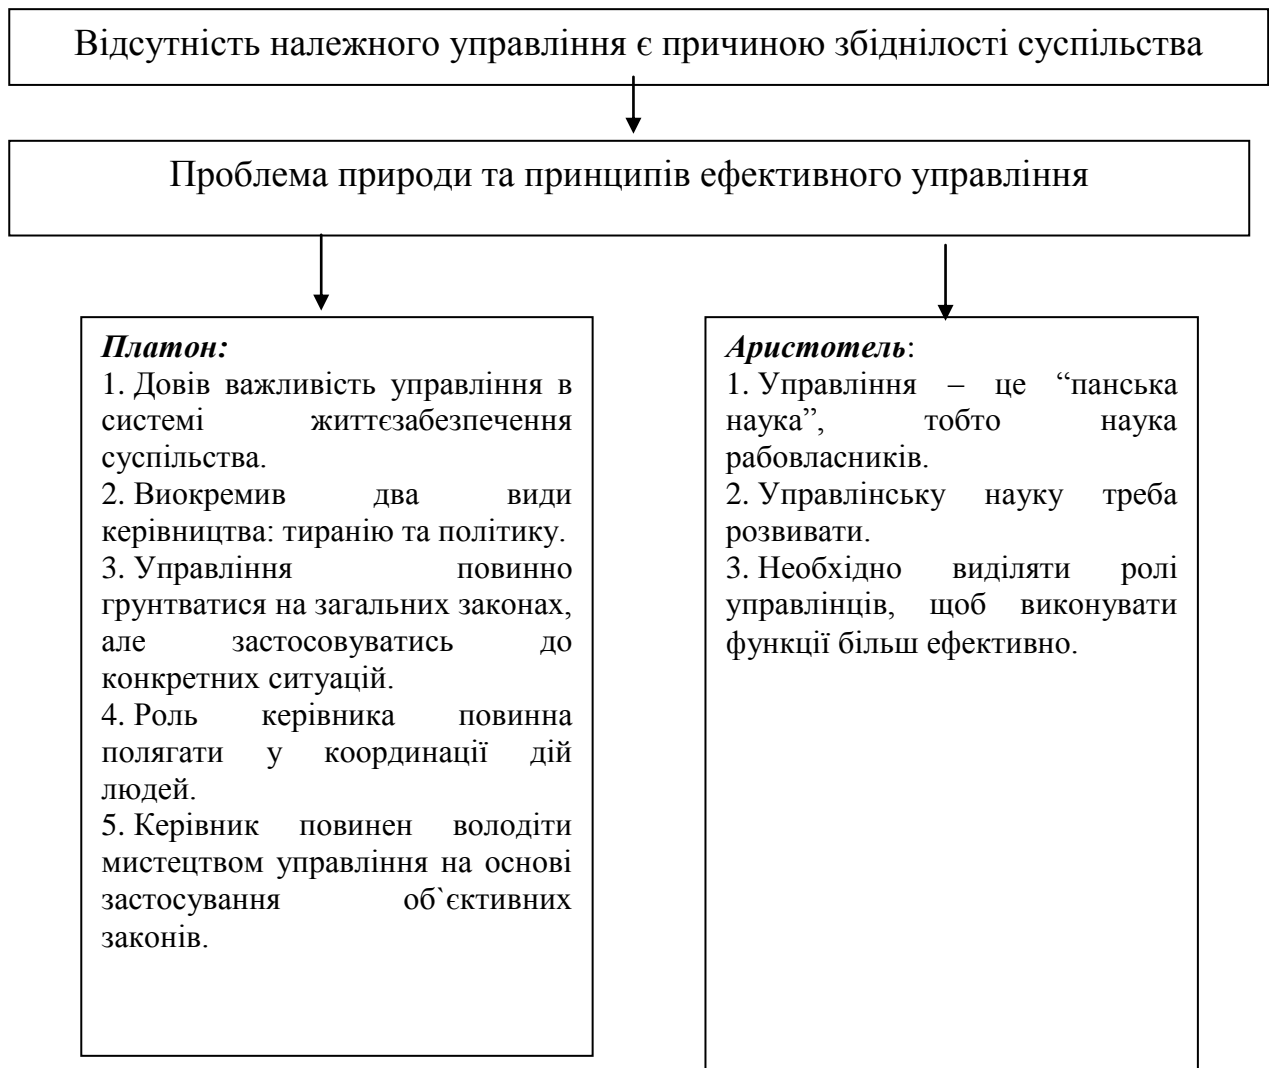 Відсутність належного управління є причиною збіднілості суспільства
Проблема природи та принципів ефективного управління
Платон:
1. Довів важливість управління в
системі життєзабезпечення
суспільства.
2. Виокремив два види
керівництва: тиранію та політику.
3. Управління повинно
грунтватися на загальних законах,
але застосовуватись до
конкретних ситуацій.
4. Роль керівника повинна
полягати у координації дій
людей.
5. Керівник повинен володіти
мистецтвом управління на основі
застосування об`єктивних
законів.
Аристотель:
1. Управління – це “панська
наука”, тобто наука
рабовласників.
2. Управлінську науку треба
розвивати.
3. Необхідно виділяти ролі
управлінців, щоб виконувати
функції більш ефективно.